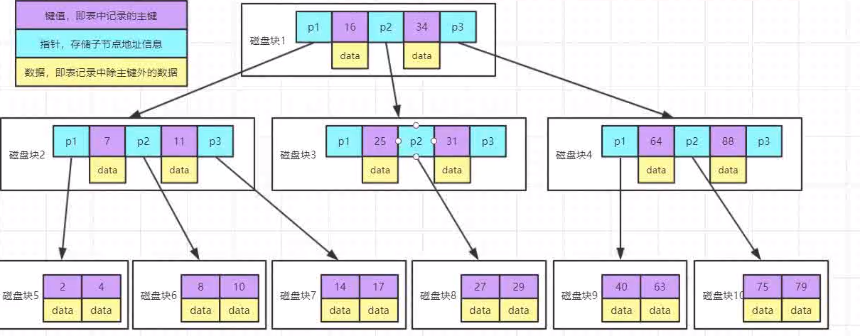 键值，即表中记录的主键
指针，存储子节点地址信息
数据，即表记录中除主键外的数据
磁盘块1
p1 16 p2 34 p3
data data
磁盘块2
p1 7 p2 11 p3
data data
磁盘块3
p1 25 p2 31 p3
data data
磁盘块4
p1 64 p2 88 p3
data data
磁盘块5
2 4
data data
磁盘块6
8 10
data data
磁盘块7
14 17
data data
磁盘块8
27 29
data data
磁盘块9
40 63
data data
磁盘块10
75 79
data data